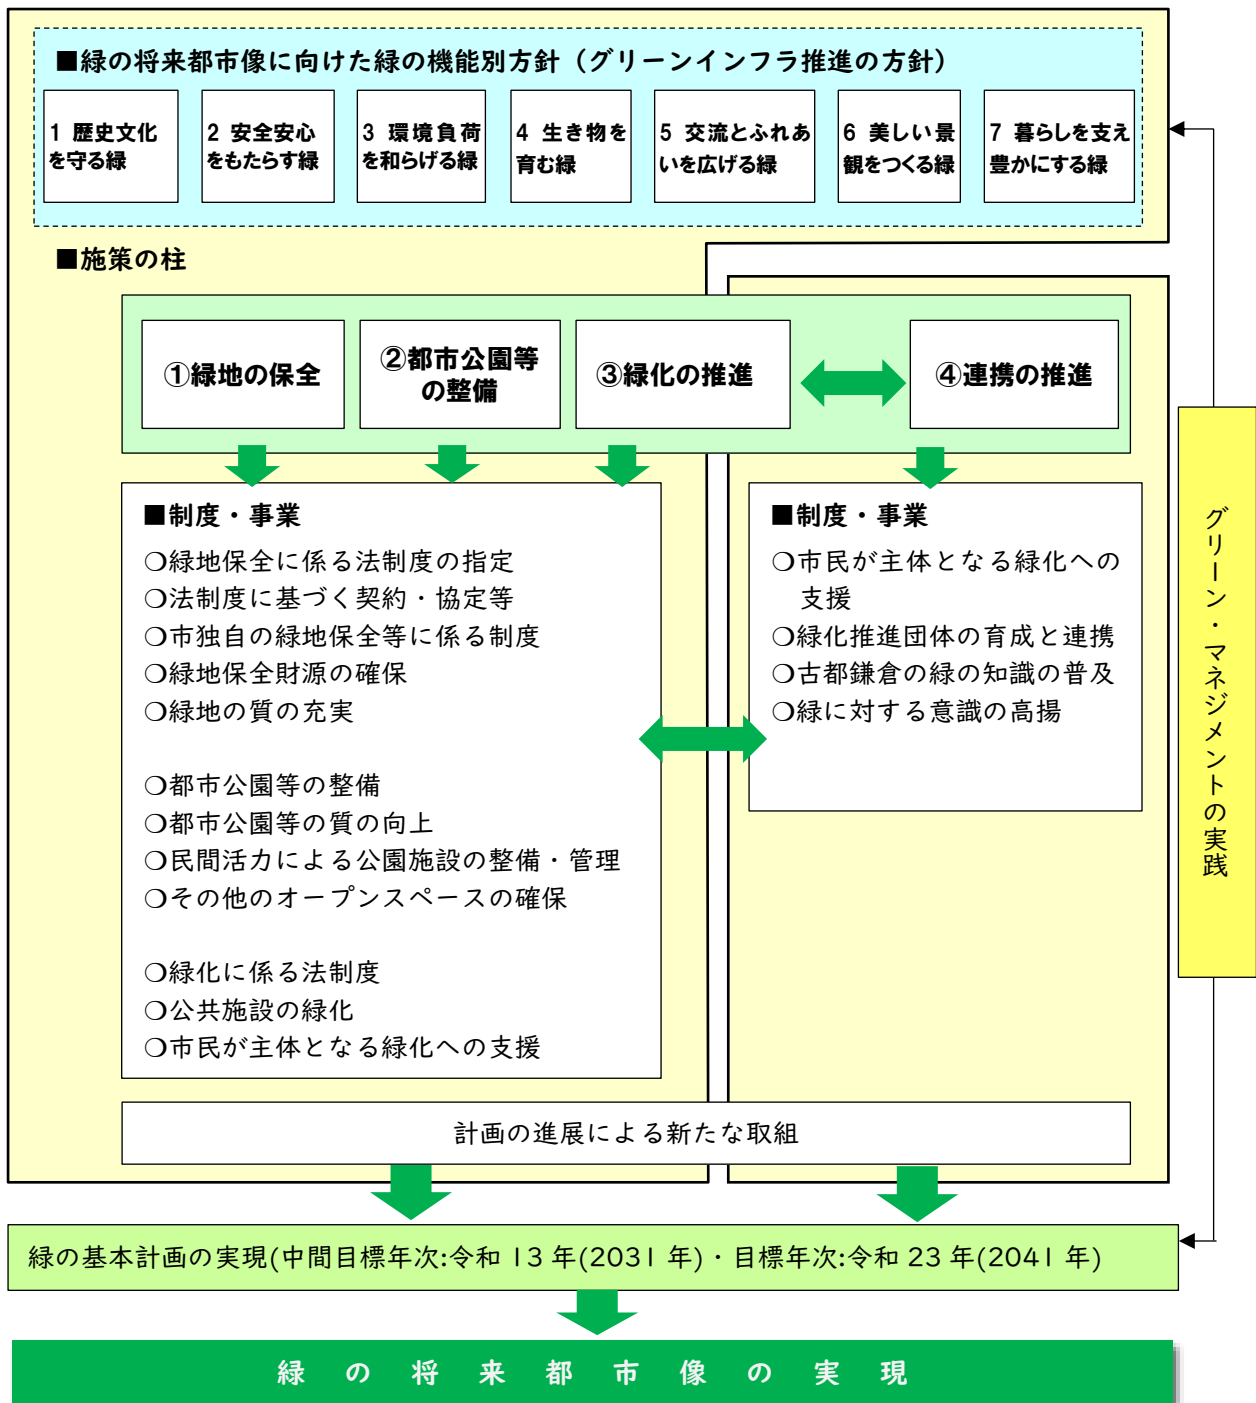 ■緑の将来都市像に向けた緑の機能別方針（グリーンインフラ推進の方針）
1 歴史文化
を守る緑
2 安全安心
をもたらす緑
3 環境負荷
を和らげる緑
4 生き物を
育む緑
5 交流とふれあ
いを広げる緑
6 美しい景
観をつくる緑
7 暮らしを支え
豊かにする緑
■施策の柱
①緑地の保全
②都市公園等
の整備
③緑化の推進
④連携の推進
■制度・事業
○緑地保全に係る法制度の指定
○法制度に基づく契約・協定等
○市独自の緑地保全等に係る制度
○緑地保全財源の確保
○緑地の質の充実
○都市公園等の整備
○都市公園等の質の向上
○民間活力による公園施設の整備・管理
○その他のオープンスペースの確保
○緑化に係る法制度
○公共施設の緑化
○市民が主体となる緑化への支援
■制度・事業
○市民が主体となる緑化への
支援
○緑化推進団体の育成と連携
○古都鎌倉の緑の知識の普及
○緑に対する意識の高揚
グリーン・マネジメントの実践
計画の進展による新たな取組
緑の基本計画の実現(中間目標年次:令和 13 年(2031 年)・目標年次:令和 23 年(2041 年)
緑の将来都市像の実現